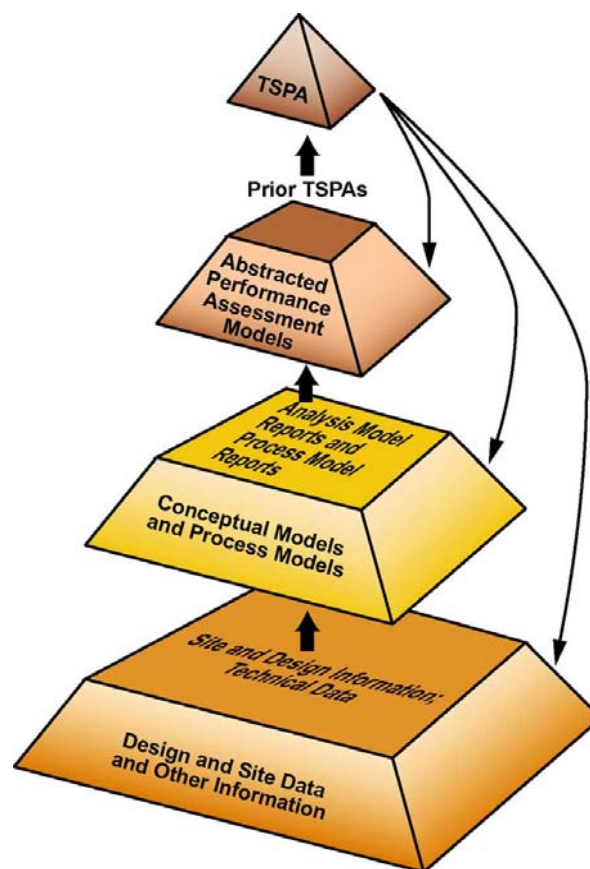 TSPA
Prior TSPAs
Abstracted
Performance
Assessment
Models
Analysis Model
Reports and
Process Model
Reports
Conceptual Models
and Process Models
Site and Design Information;
Technical Data
Design and Site Data
and Other Information